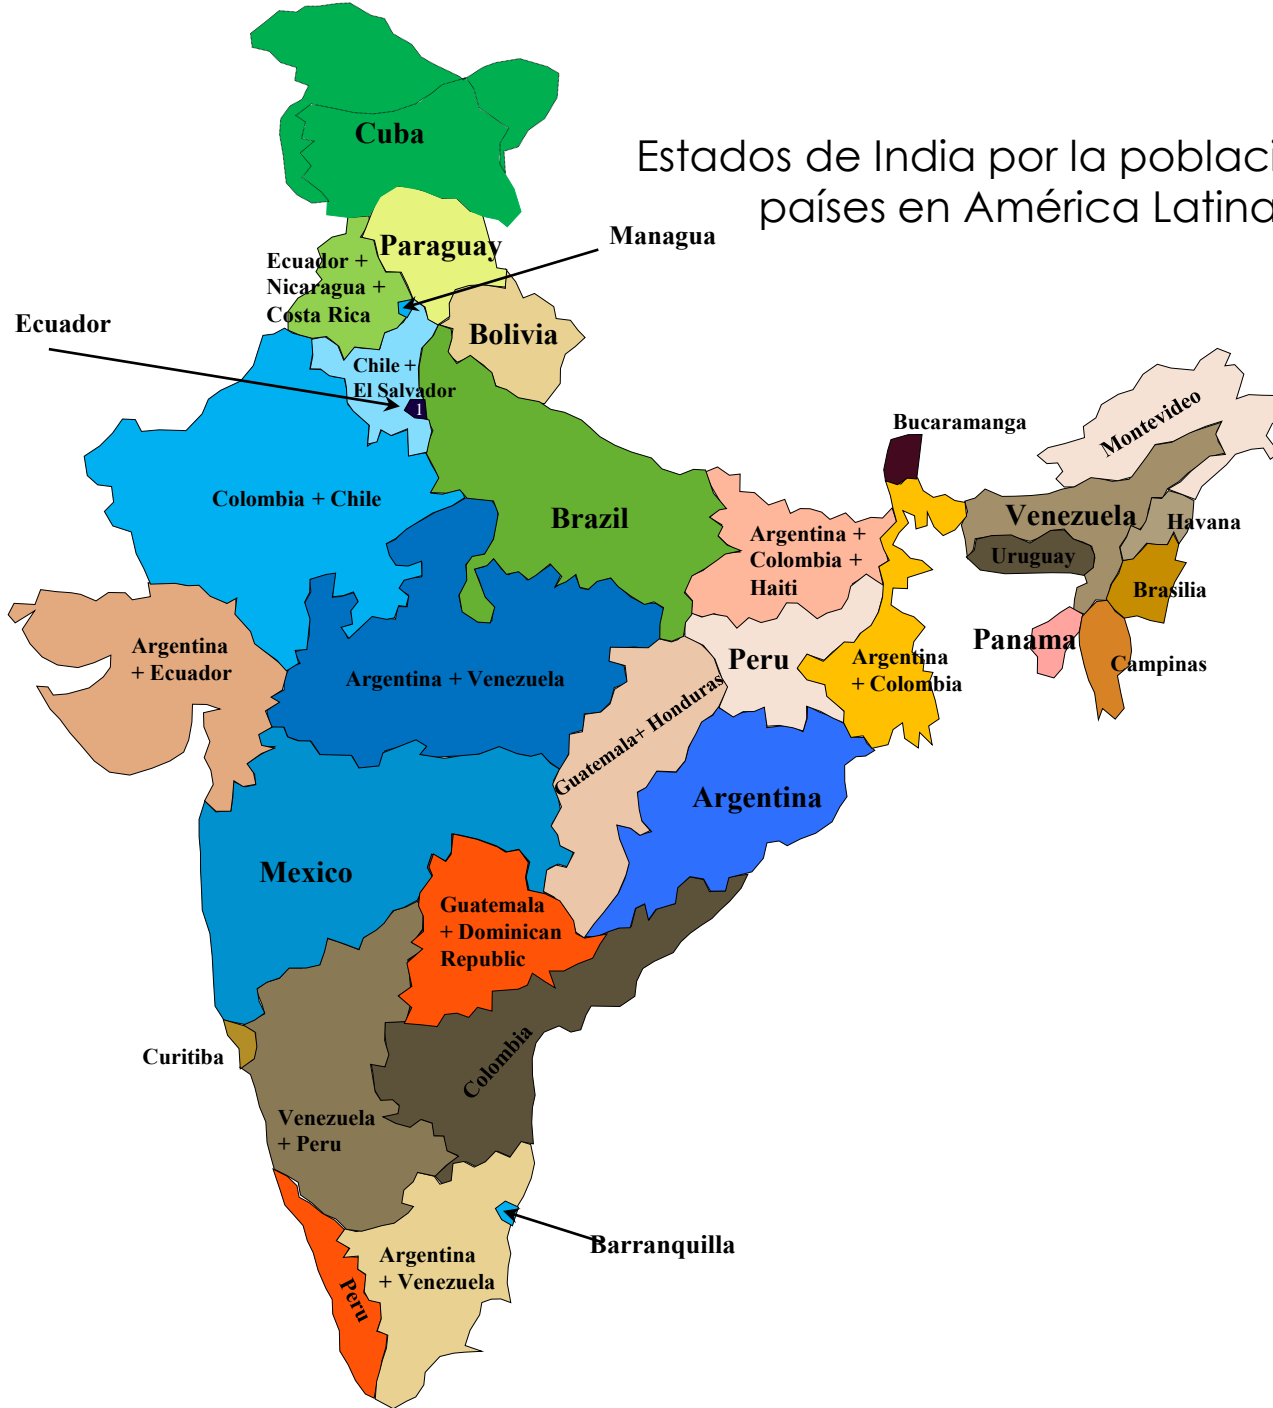 Cuba
Estados de India por la poblaci
países en América Latina
Managua
Paraguay
Ecuador +
Nicaragua +
Costa Rica
Ecuador
Bolivia
Chile +
El Salvador
1
Montevideo
Bucaramanga
Colombia + Chile
Brazil
Venezuela
Havana
Argentina +
Colombia +
Haiti
Uruguay
Brasilia
Argentina
+ Ecuador
Panama
Peru
Argentina
+ Colombia
Campinas
Argentina + Venezuela
Guatemala+ Honduras
Argentina
Mexico
Guatemala
+ Dominican
Republic
Curitiba
Colombia
Venezuela
+ Peru
Barranquilla
Argentina
+ Venezuela
Peru